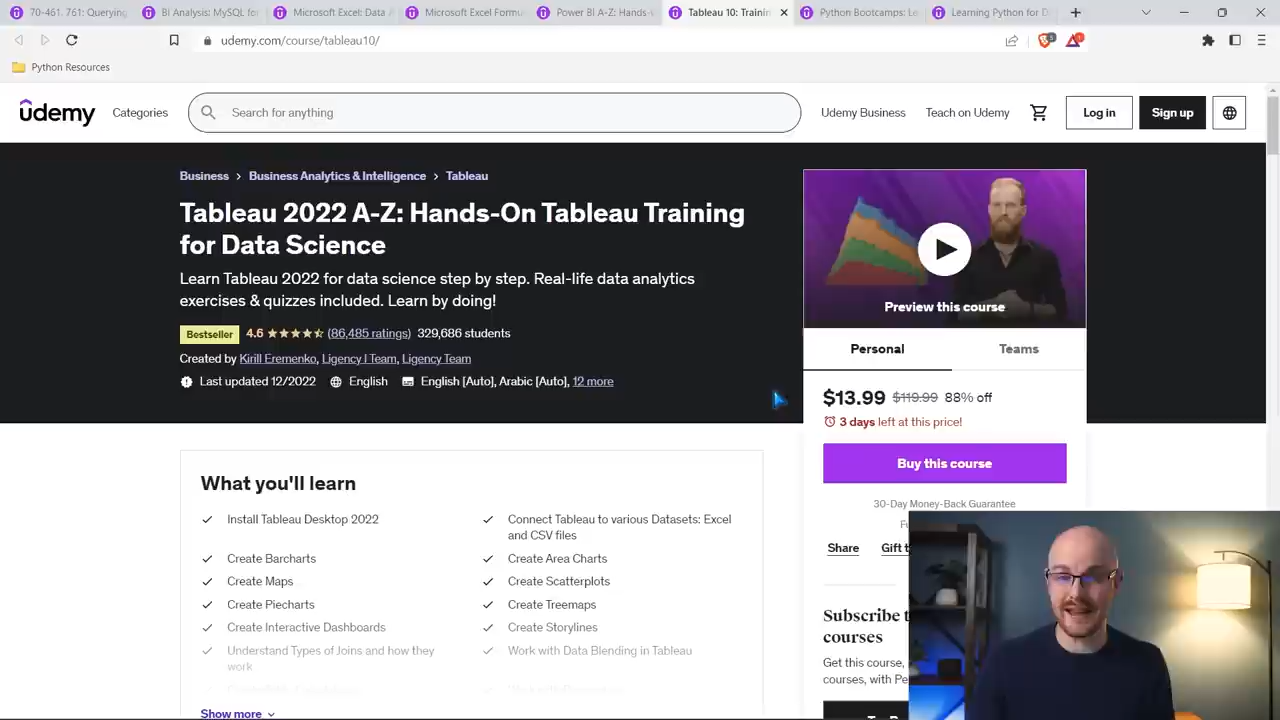 70-461, 761: Querying
BI Analysis: MySQL for
Microsoft Excel: Data A
Microsoft Excel Formu
Power BI A-Z: Hands-
Tableau 10: Trainin
Python Bootcamps: Le
Learning Python for D
udemy.com/course/tableau10/
Python Resources
ûdemy
Categories
Search for anything
Udemy Business
Teach on Udemy
Log in
Sign up
Business > Business Analytics & Intelligence > Tableau
Tableau 2022 A-Z: Hands-On Tableau Training
for Data Science
Learn Tableau 2022 for data science step by step. Real-life data analytics
exercises & quizzes included. Learn by doing!
Bestseller 4.6 (86,485 ratings) 329,686 students
Created by Kirill Eremenko, Ligency I Team, Ligency Team
Last updated 12/2022 English English [Auto], Arabic [Auto], 12 more
Preview this course
Personal
Teams
$13.99 $119.99 88% off
3 days left at this price!
Buy this course
30-Day Money-Back Guarantee
Share
Gift t
Subscribe t
courses
Get this course,
courses, with Pe
What you'll learn
Install Tableau Desktop 2022
Connect Tableau to various Datasets: Excel
and CSV files
Create Barcharts
Create Area Charts
Create Maps
Create Scatterplots
Create Piecharts
Create Treemaps
Create Interactive Dashboards
Create Storylines
Understand Types of Joins and how they
work
Work with Data Blending in Tableau
Show more